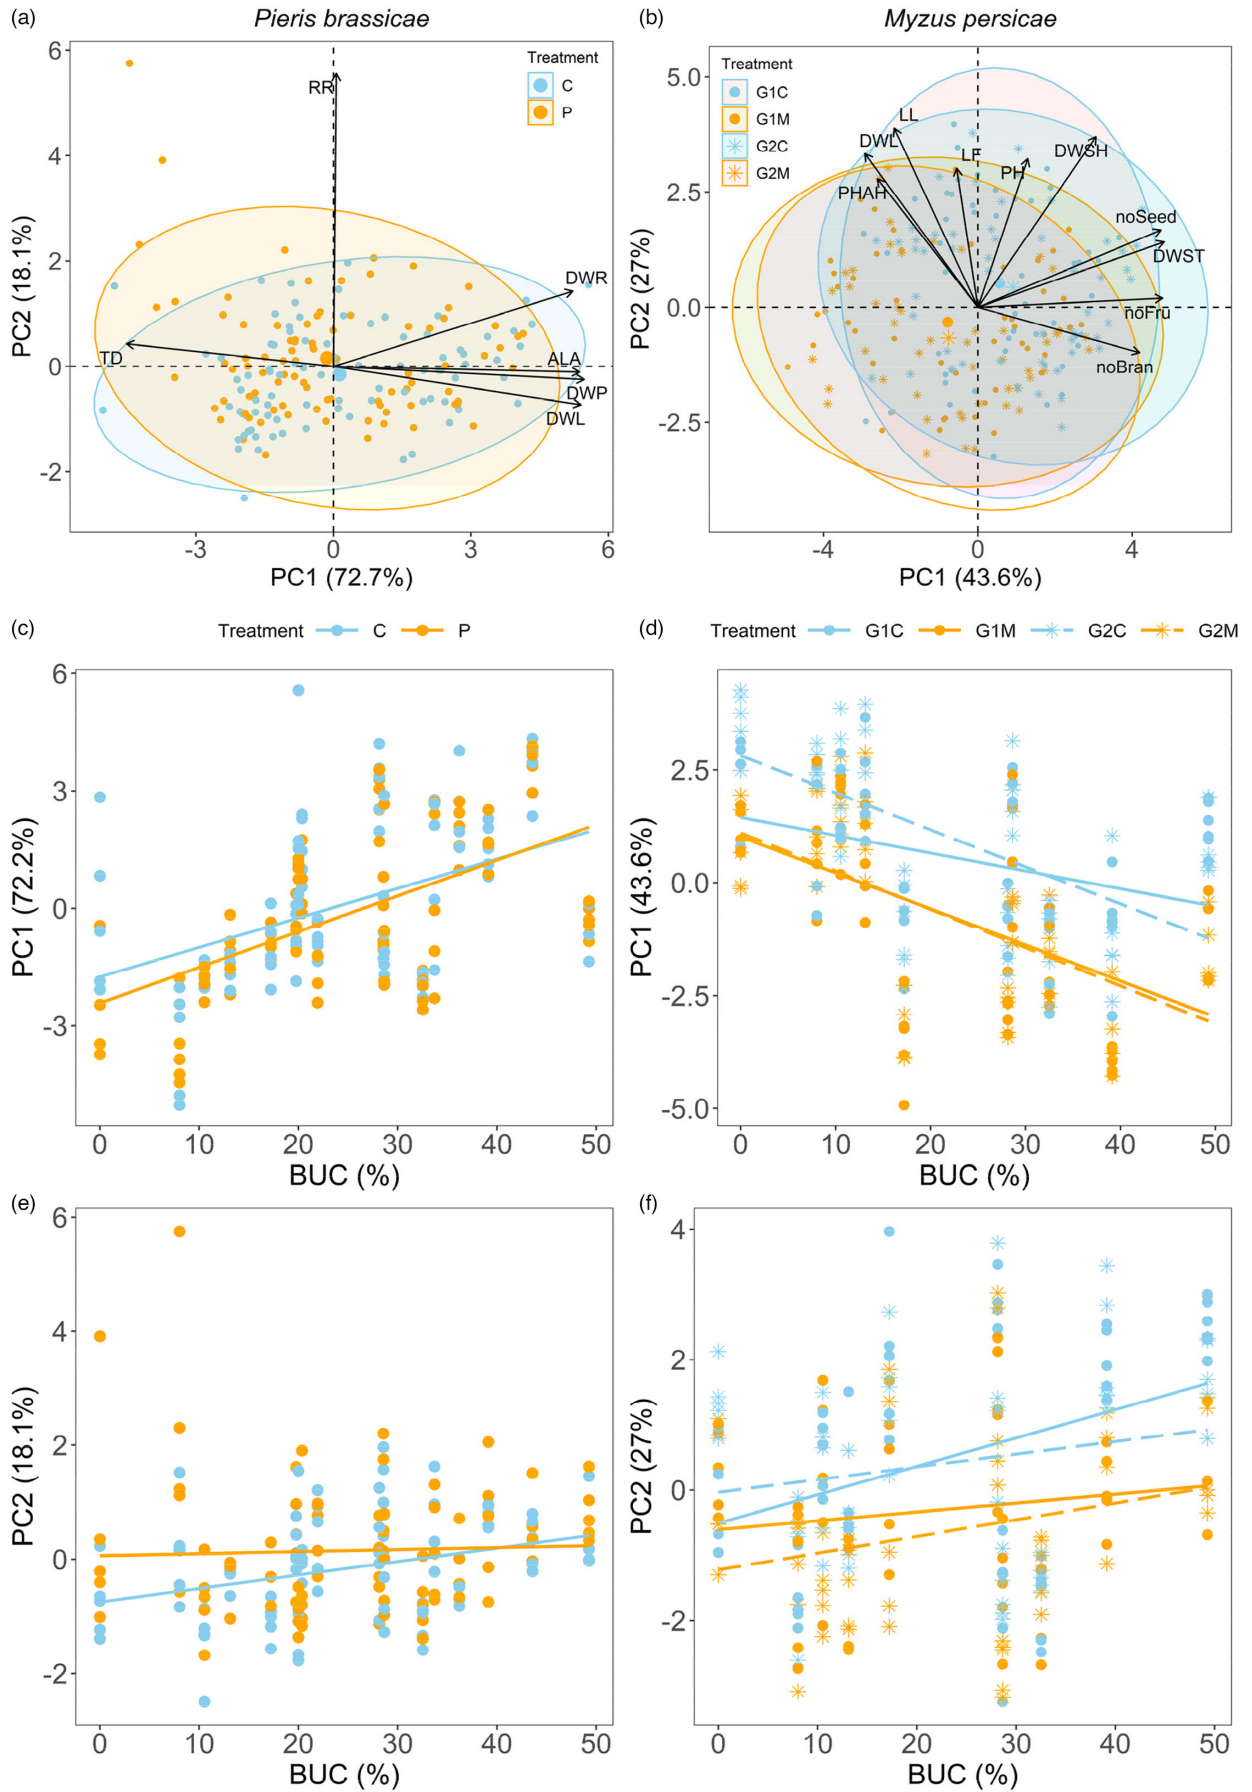 (a)
Pieris brassicae
Treatment
C
P
RR
DWR
TD
ALA
DWP
DWL
6
4
2
0
-2
-3
0
3
6
PC2 (18.1%)
PC1 (72.7%)
(b)
Myzus persicae
Treatment
G1C
G1M
G2C
G2M
LL
DWL
LF
PH
DWSH
PHAH
noSeed
DWST
noFru
noBran
5.0
2.5
0.0
-2.5
-4
0
4
PC2 (27%)
PC1 (43.6%)
(c)
Treatment C P
6
3
0
-3
0 10 20 30 40 50
PC1 (72.2%)
BUC (%)
(d)
Treatment G1C G1M G2C G2M
2.5
0.0
-2.5
-5.0
0 10 20 30 40 50
PC1 (43.6%)
BUC (%)
(e)
6
4
2
0
-2
0 10 20 30 40 50
PC2 (18.1%)
BUC (%)
(f)
4
2
0
-2
0 10 20 30 40 50
PC2 (27%)
BUC (%)